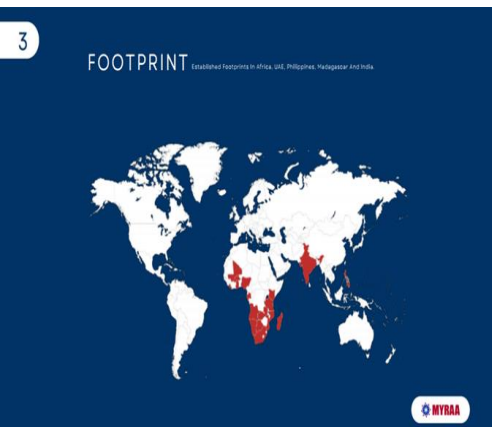 3
FOOTPRINT Established Footprints In Africa, UAE, Philippines, Madagascar And India.
MYRAA